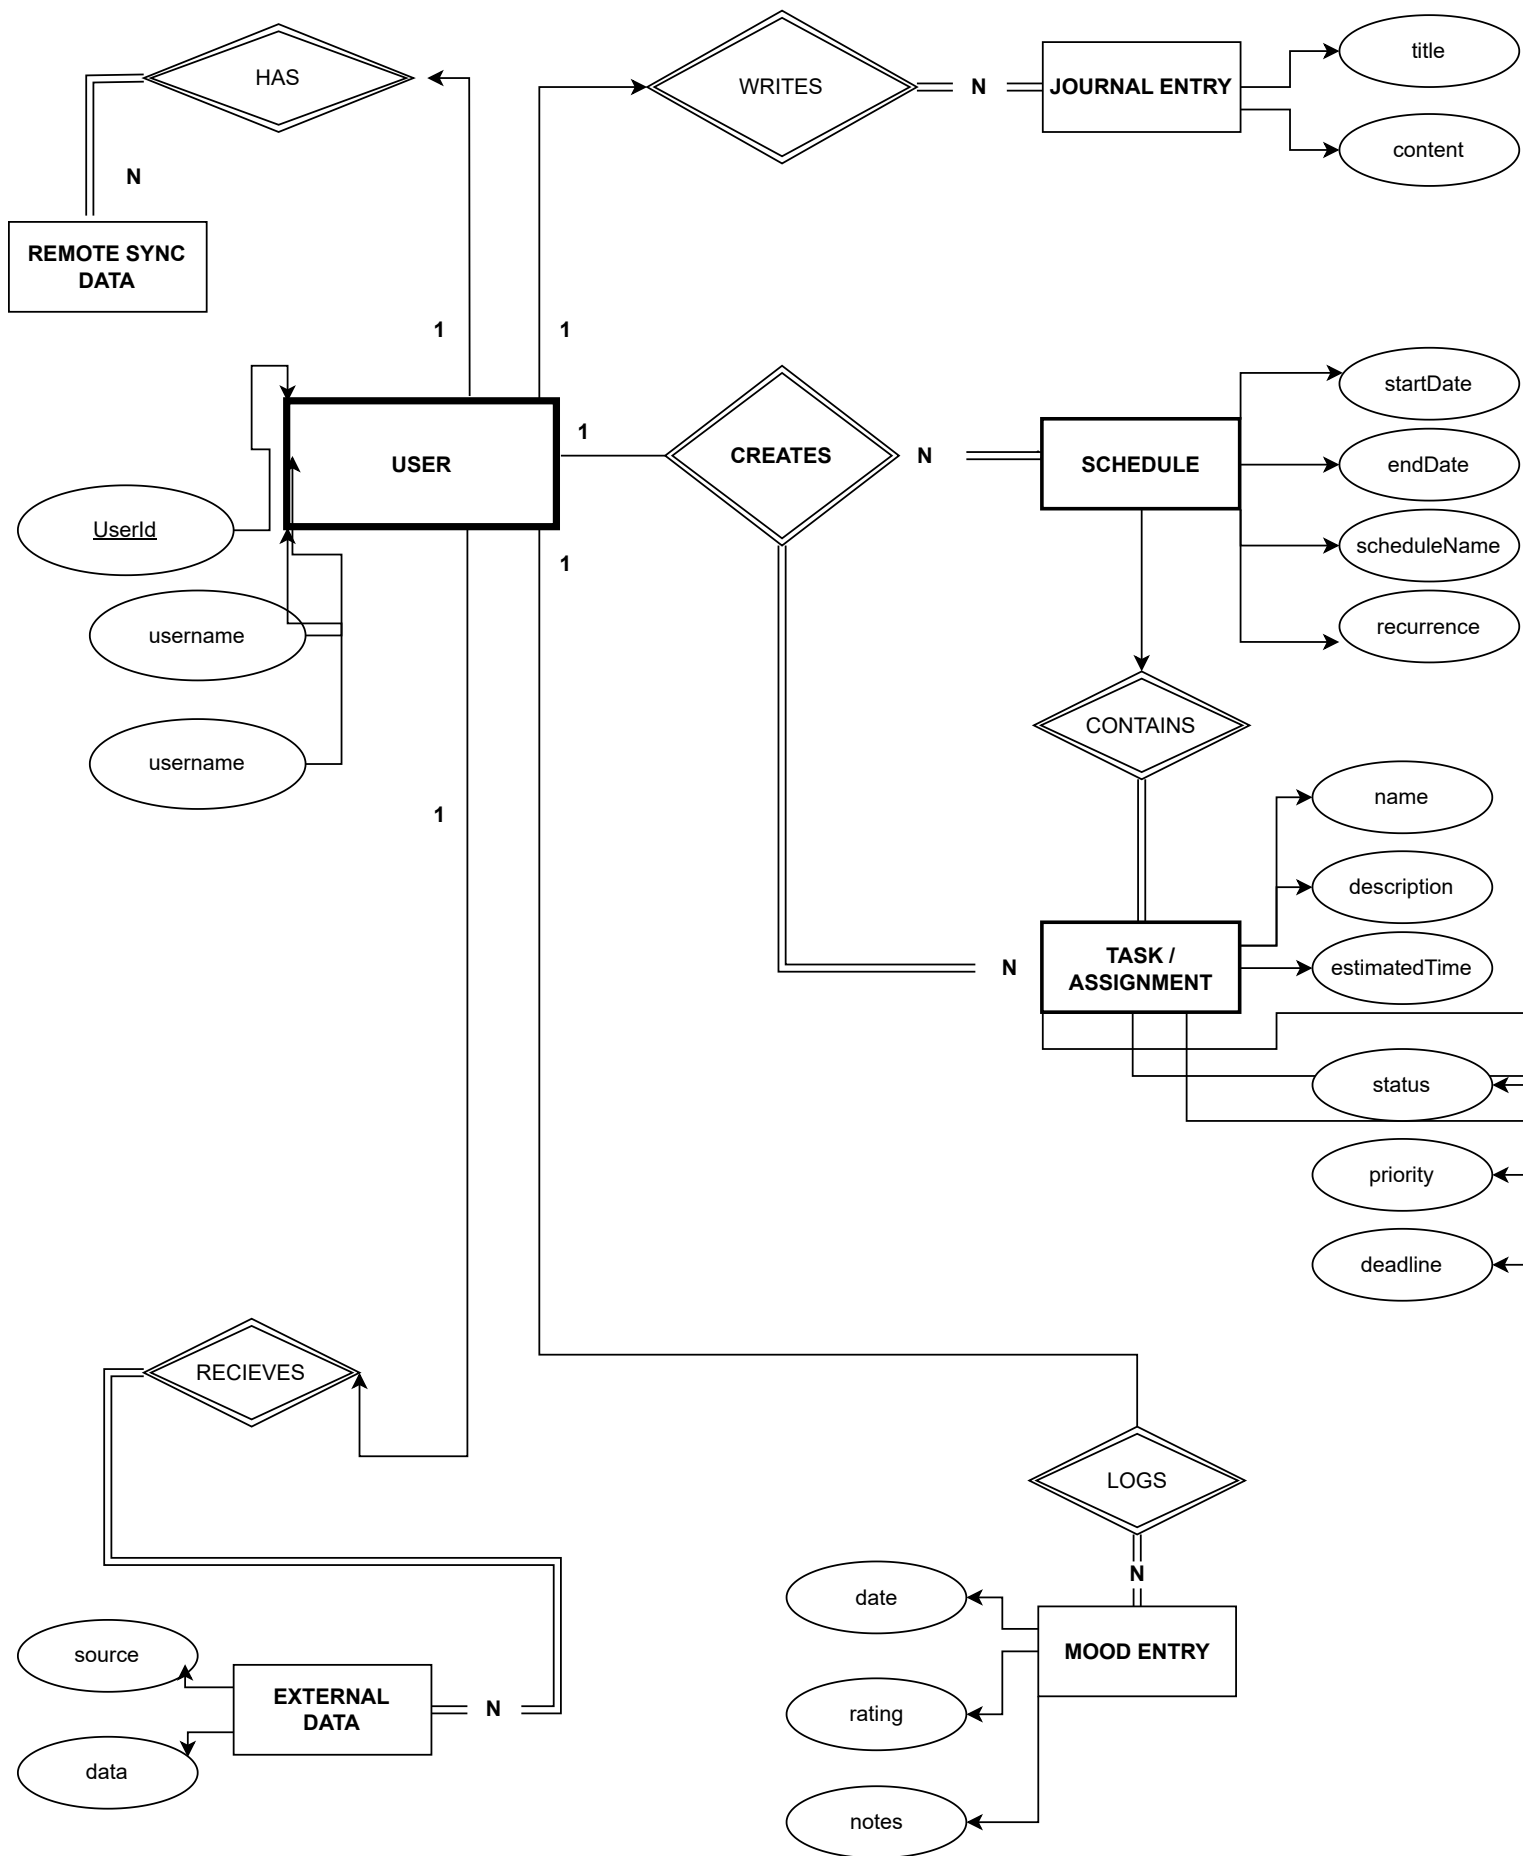 HAS
WRITES
N
JOURNAL ENTRY
title
content
N
REMOTE SYNC
DATA
1
1
startDate
USER
1
CREATES
N
SCHEDULE
endDate
UserId
1
scheduleName
username
recurrence
CONTAINS
username
name
1
description
N
TASK /
ASSIGNMENT
estimatedTime
status
priority
deadline
RECIEVES
LOGS
N
date
source
MOOD ENTRY
EXTERNAL
DATA
N
rating
data
notes